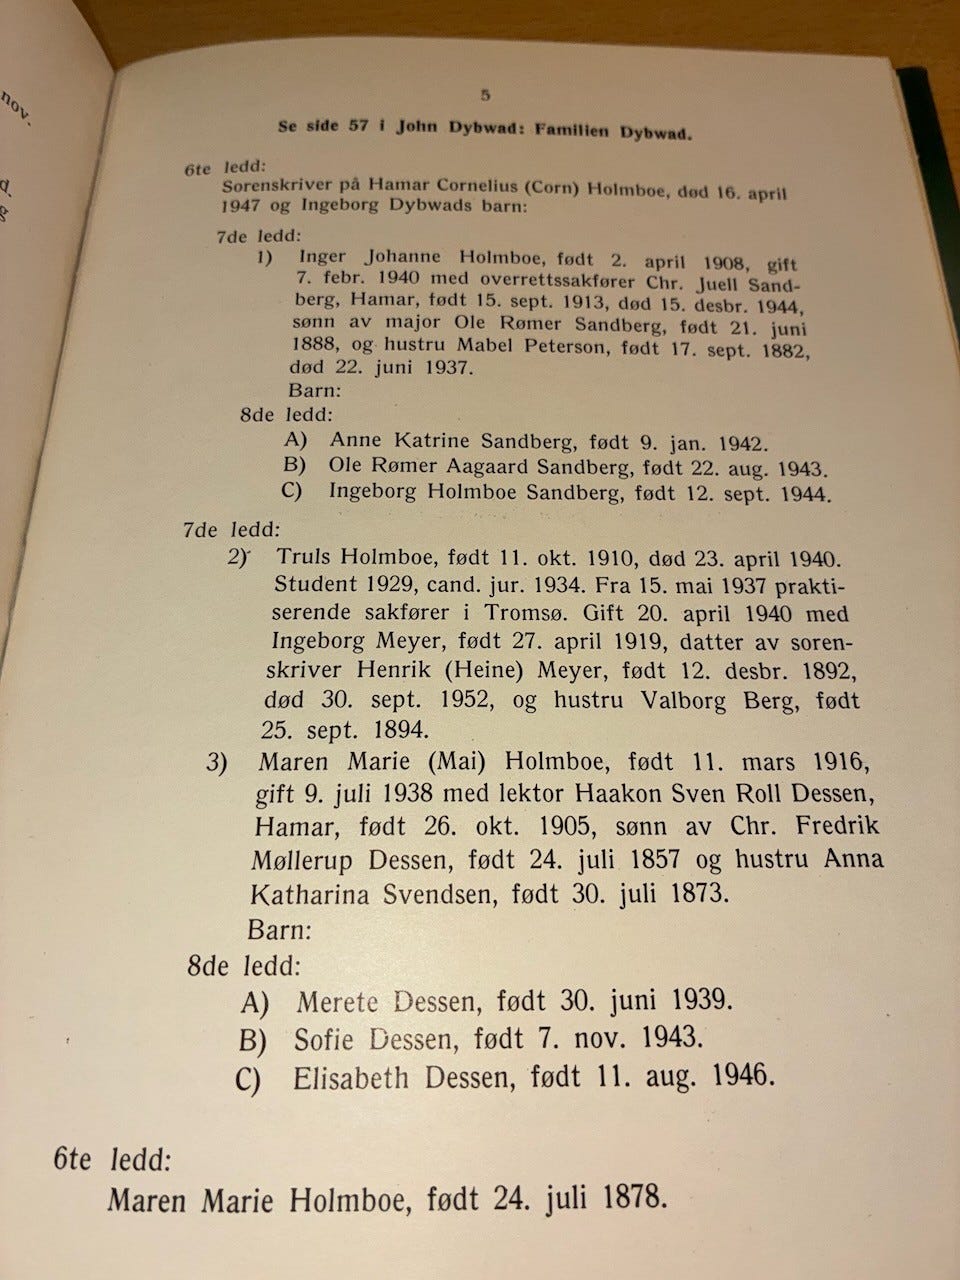 nov.
d.
5
Se side 57 i John Dybwad: Familien Dybwad.
6te ledd:
Sorenskriver på Hamar Cornelius (Corn) Holmboe, død 16. april
1947 og Ingeborg Dybwads barn:
7de ledd:
1) Inger Johanne Holmboe, født 2. april 1908, gift
7. febr. 1940 med overrettssakfører Chr. Juell Sand-
berg, Hamar, født 15. sept. 1913, død 15. desbr. 1944,
sønn av major Ole Rømer Sandberg, født 21. juni
1888, og hustru Mabel Peterson, født 17. sept. 1882,
død 22. juni 1937.
Barn:
8de ledd:
A) Anne Katrine Sandberg, født 9. jan. 1942.
B) Ole Rømer Aagaard Sandberg, født 22. aug. 1943.
C) Ingeborg Holmboe Sandberg, født 12. sept. 1944.
7de ledd:
2) Truls Holmboe, født 11. okt. 1910, død 23. april 1940.
Student 1929, cand. jur. 1934. Fra 15. mai 1937 prakti-
serende sakfører i Tromsø. Gift 20. april 1940 med
Ingeborg Meyer, født 27. april 1919, datter av soren-
skriver Henrik (Heine) Meyer, født 12. desbr. 1892,
død 30. sept. 1952, og hustru Valborg Berg, født
25. sept. 1894.
3) Maren Marie (Mai) Holmboe, født 11. mars 1916,
gift 9. juli 1938 med lektor Haakon Sven Roll Dessen,
Hamar, født 26. okt. 1905, sønn av Chr. Fredrik
Møllerup Dessen, født 24. juli 1857 og hustru Anna
Katharina Svendsen, født 30. juli 1873.
Barn:
8de ledd:
A) Merete Dessen, født 30. juni 1939.
B) Sofie Dessen, født 7. nov. 1943.
C) Elisabeth Dessen, født 11. aug. 1946.
6te ledd:
Maren Marie Holmboe, født 24. juli 1878.